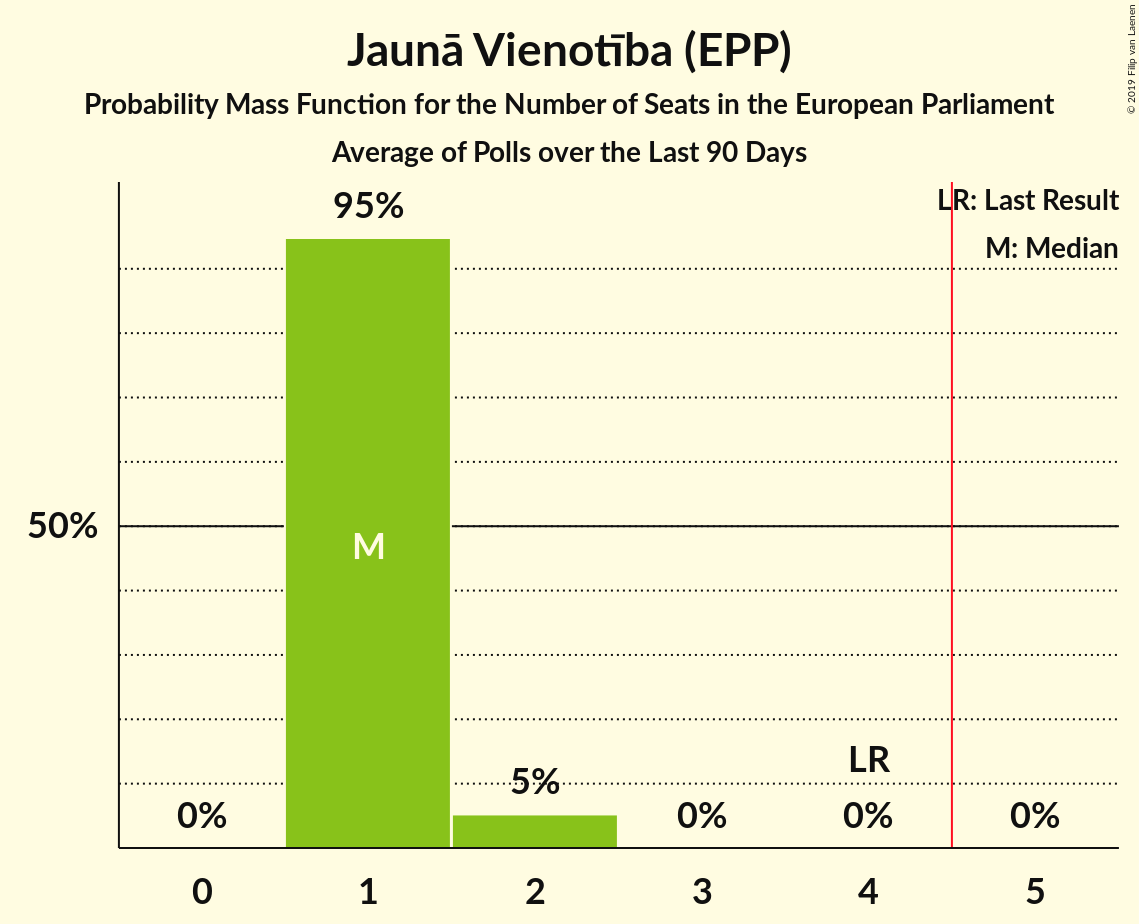 Jaunā Vienotība (EPP)
Probability Mass Function for the Number of Seats in the European Parliament
Average of Polls over the Last 90 Days
© 2019 Filip van Laenen
LR: Last Result
M: Median
95%
50%
M
LR
5%
0%
0%
0%
0%
0 1 2 3 4 5